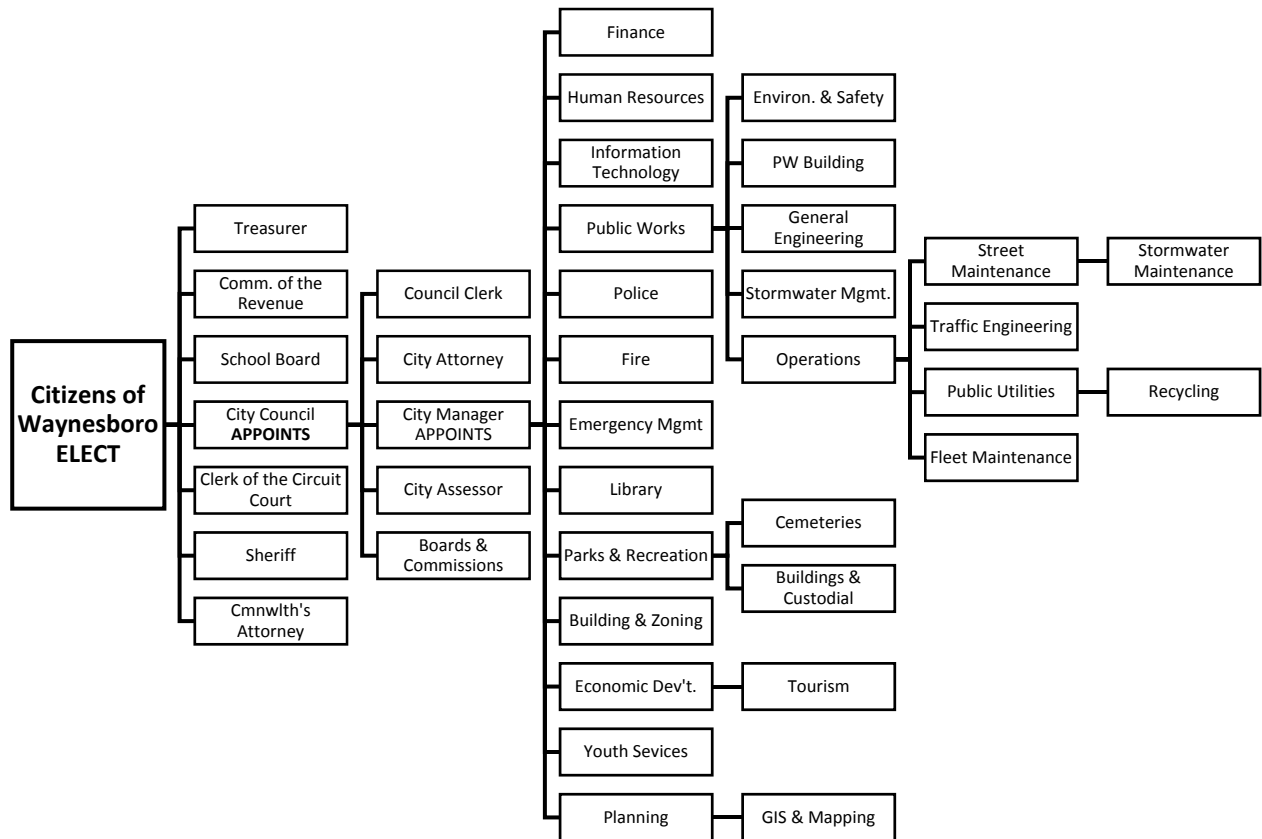 Citizens of
Waynesboro
ELECT
Treasurer
Comm. of the
Revenue
School Board
City Council
APPOINTS
Clerk of the Circuit
Court
Sheriff
Cmnwlth's
Attorney
Council Clerk
City Attorney
City Manager
APPOINTS
City Assessor
Boards &
Commissions
Finance
Human Resources
Information
Technology
Public Works
Police
Fire
Emergency Mgmt
Library
Parks & Recreation
Building & Zoning
Economic Dev't.
Youth Sevices
Planning
Environ. & Safety
PW Building
General
Engineering
Stormwater Mgmt.
Operations
Cemeteries
Buildings &
Custodial
Tourism
GIS & Mapping
Street
Maintenance
Traffic Engineering
Public Utilities
Fleet Maintenance
Stormwater
Maintenance
Recycling